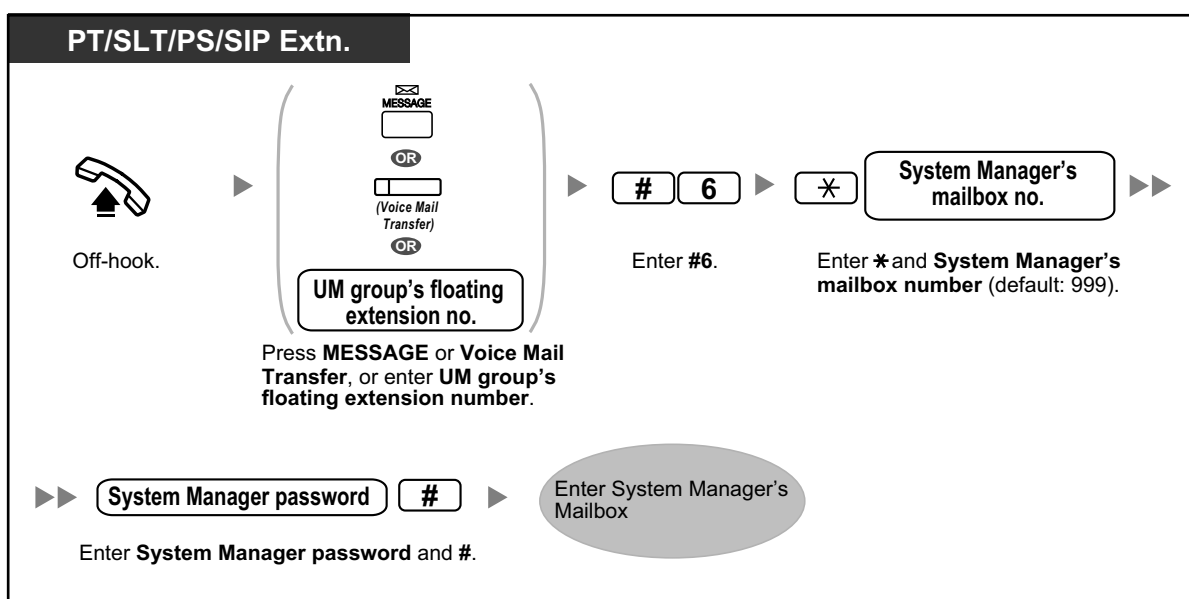 PT/SLT/PS/SIP Extn.
MESSAGE
OR
(Voice Mail
Transfer)
OR
UM group's floating
extension no.
# 6
✳ System Manager's
mailbox no.
Off-hook.
Press MESSAGE or Voice Mail
Transfer, or enter UM group's
floating extension number.
Enter #6.
Enter ✳ and System Manager's
mailbox number (default: 999).
System Manager password #
Enter System Manager password and #.
Enter System Manager's
Mailbox